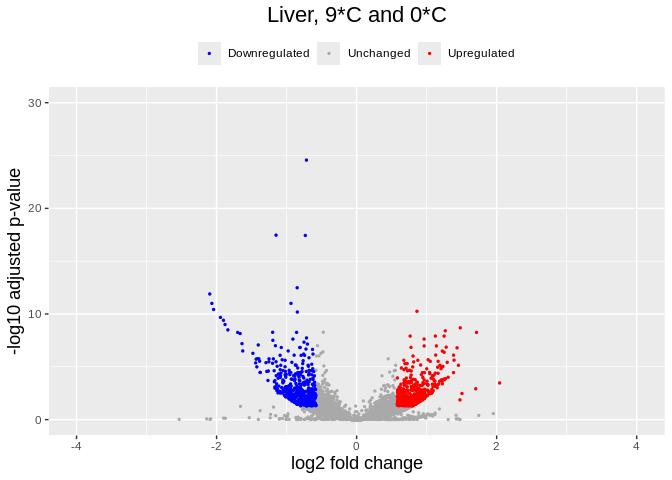 Liver, 9*C and 0*C
Downregulated Unchanged Upregulated
30
20
10
0
-log10 adjusted p-value
-4 -2 0 2 4
log2 fold change